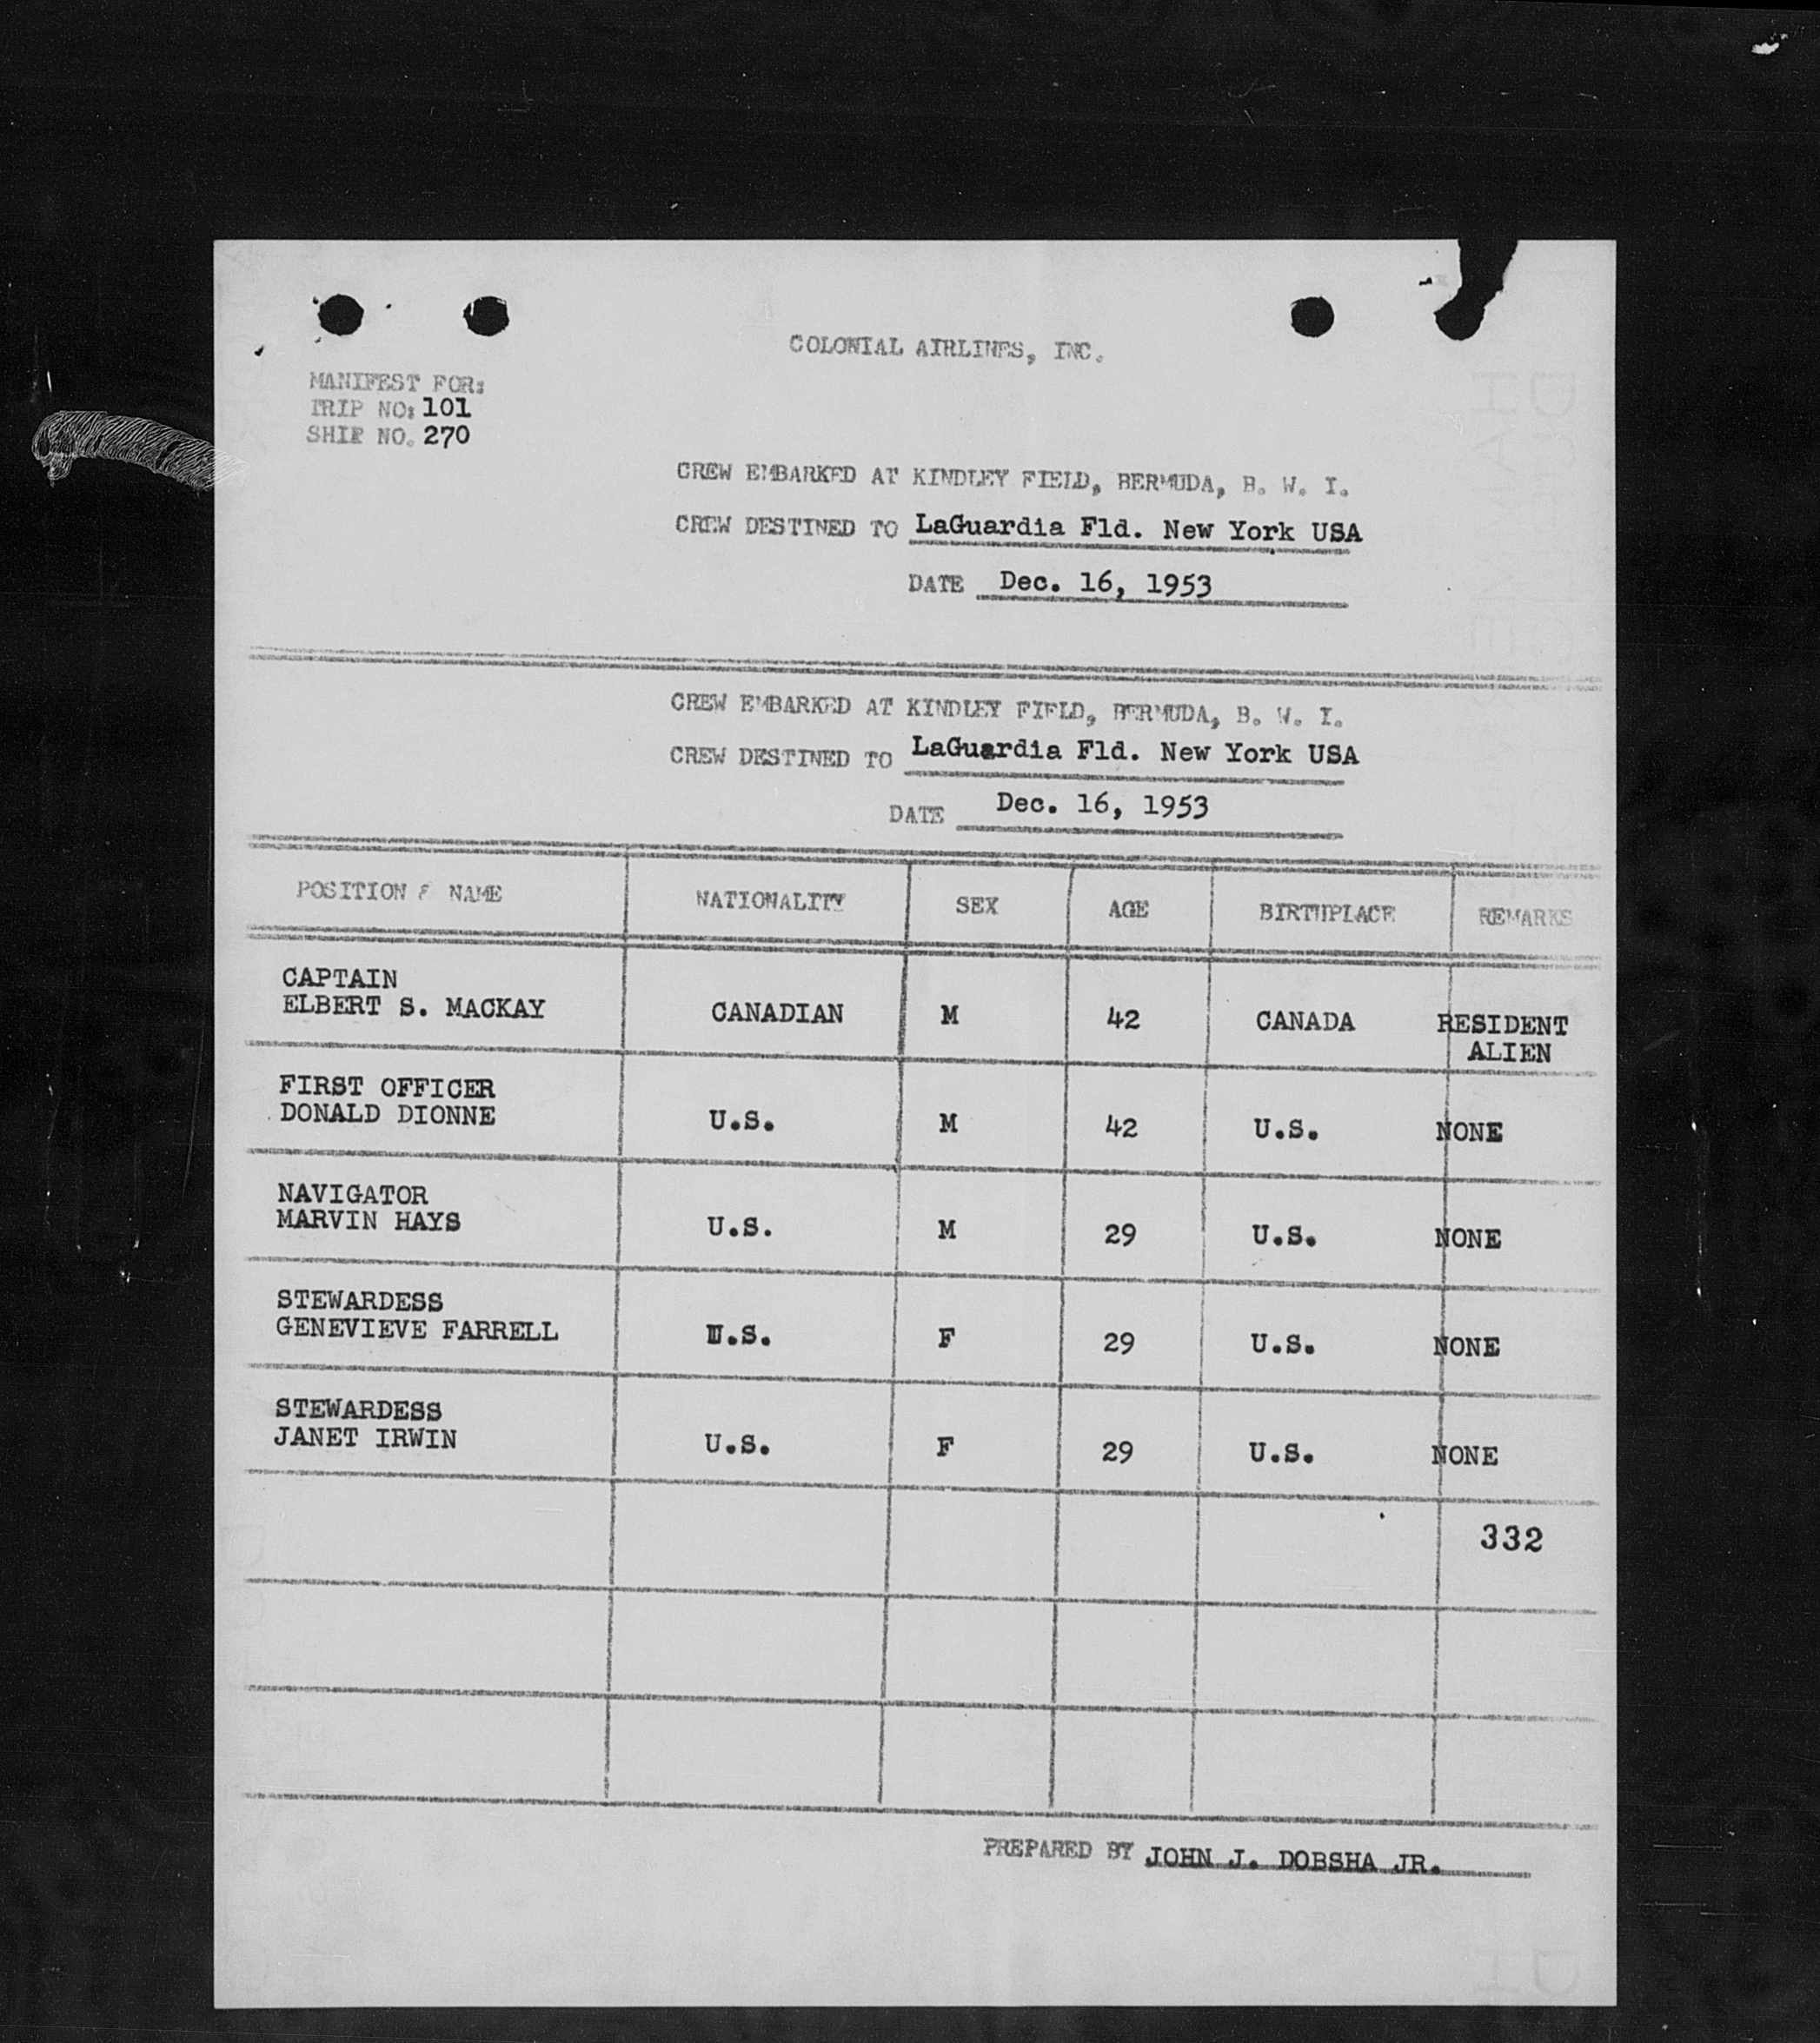 COLONIAL AIRLINES, INC.
MANIFEST FOR:
TRIP NO: 101
SHIP NO. 270
CREW EMBARKED AT KINDLEY FIELD, BERMUDA, B. W. I.
CREW DESTINED TO LaGuardia Fld. New York USA
DATE Dec. 16, 1953
CREW EMBARKED AT KINDLEY FIELD, BERMUDA, B. W. I.
CREW DESTINED TO LaGuardia Fld. New York USA
DATE Dec. 16, 1953
POSITION & NAME NATIONALITY SEX AGE BIRTHPLACE REMARKS
CAPTAIN
ELBERT S. MACKAY CANADIAN M 42 CANADA RESIDENT
ALIEN
FIRST OFFICER
DONALD DIONNE U.S. M 42 U.S. NONE
NAVIGATOR
MARVIN HAYS U.S. M 29 U.S. NONE
STEWARDESS
GENEVIEVE FARRELL U.S. F 29 U.S. NONE
STEWARDESS
JANET IRWIN U.S. F 29 U.S. NONE
332
PREPARED BY JOHN J. DOBSHA JR.